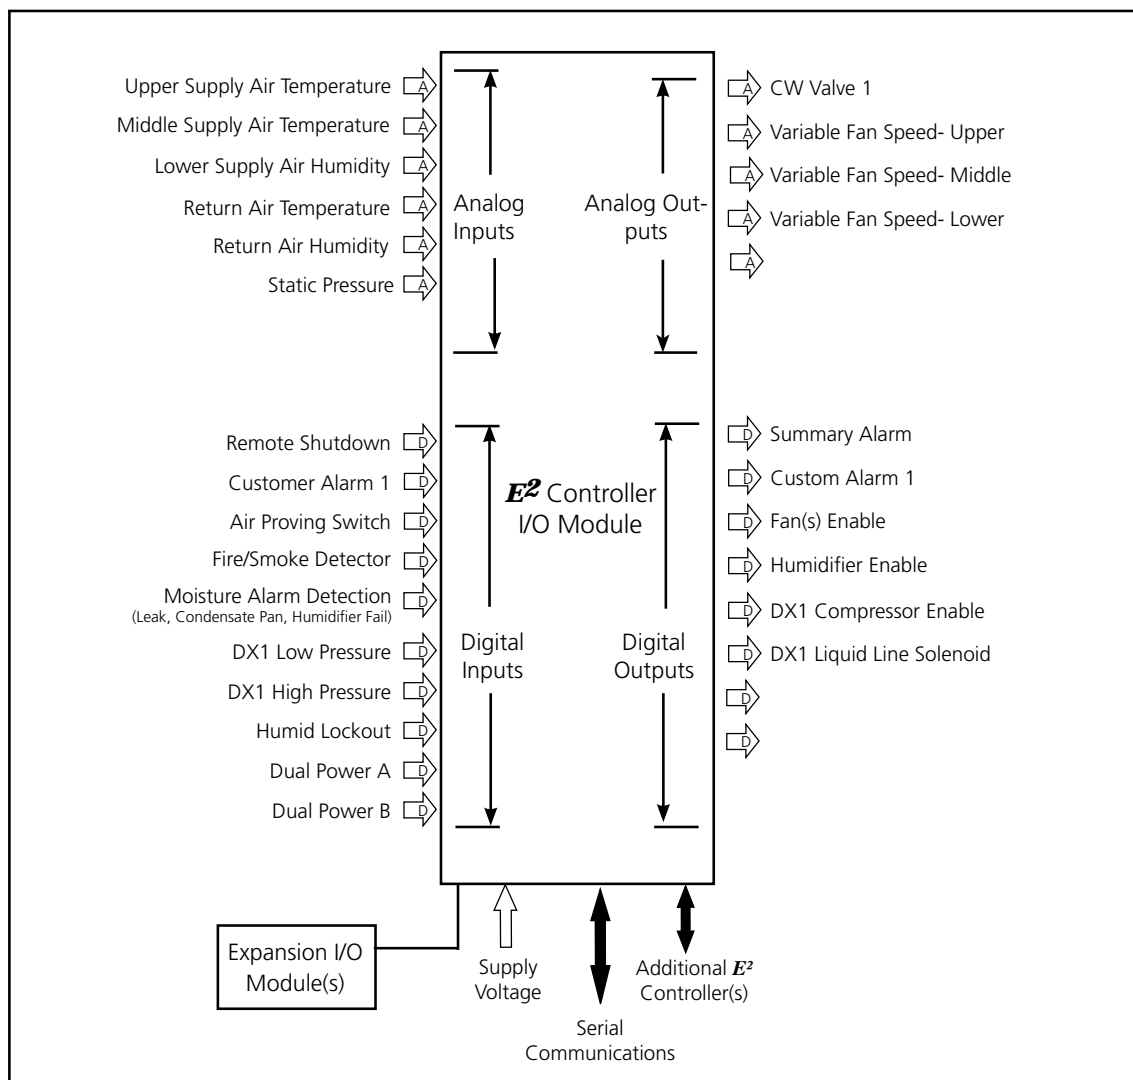 Upper Supply Air Temperature A
Middle Supply Air Temperature A
Lower Supply Air Humidity A
Return Air Temperature A
Return Air Humidity A
Static Pressure A
Analog
Inputs
Analog Out-
puts
A CW Valve 1
A Variable Fan Speed- Upper
A Variable Fan Speed- Middle
A Variable Fan Speed- Lower
A
E² Controller
I/O Module
Remote Shutdown D
Customer Alarm 1 D
Air Proving Switch D
Fire/Smoke Detector D
Moisture Alarm Detection D
(Leak, Condensate Pan, Humidifier Fail)
DX1 Low Pressure D
DX1 High Pressure D
Humid Lockout D
Dual Power A D
Dual Power B D
Digital
Inputs
Digital
Outputs
D Summary Alarm
D Custom Alarm 1
D Fan(s) Enable
D Humidifier Enable
D DX1 Compressor Enable
D DX1 Liquid Line Solenoid
D
D
Expansion I/O
Module(s)
Supply
Voltage
Serial
Communications
Additional E²
Controller(s)